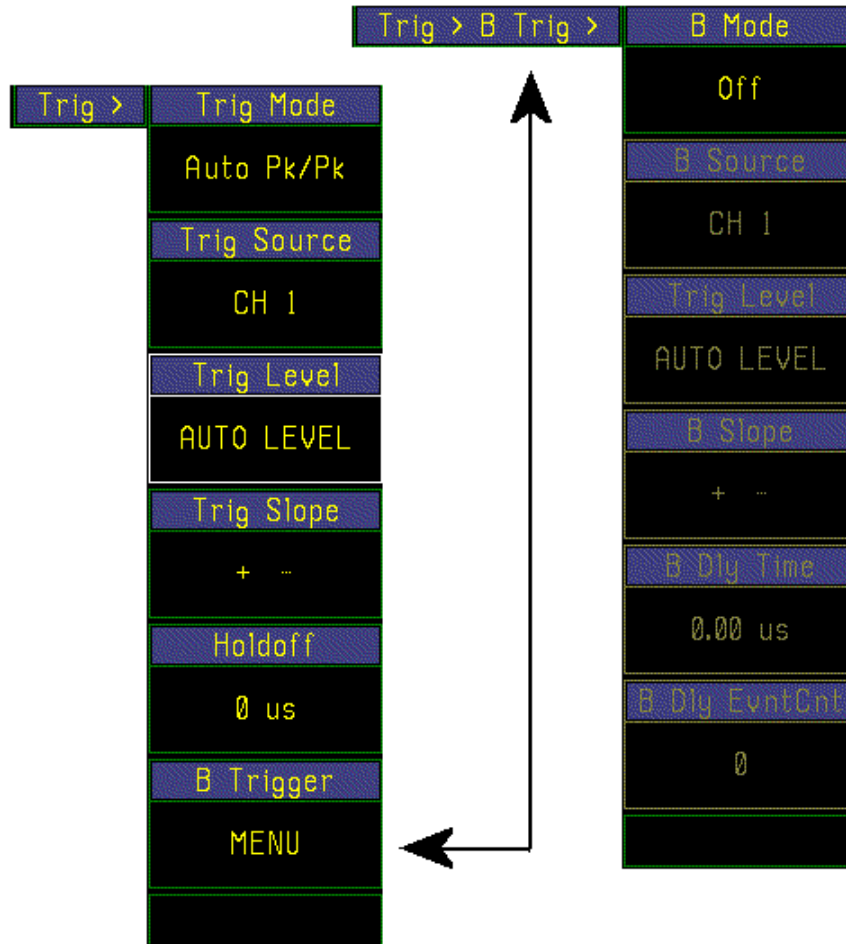 Trig >
Trig Mode
Auto Pk/Pk
Trig Source
CH 1
Trig Level
AUTO LEVEL
Trig Slope
+ -
Holdoff
0 us
B Trigger
MENU
Trig > B Trig >
B Mode
Off
B Source
CH 1
Trig Level
AUTO LEVEL
B Slope
+ -
B Dly Time
0.00 us
B Dly EvntCnt
0